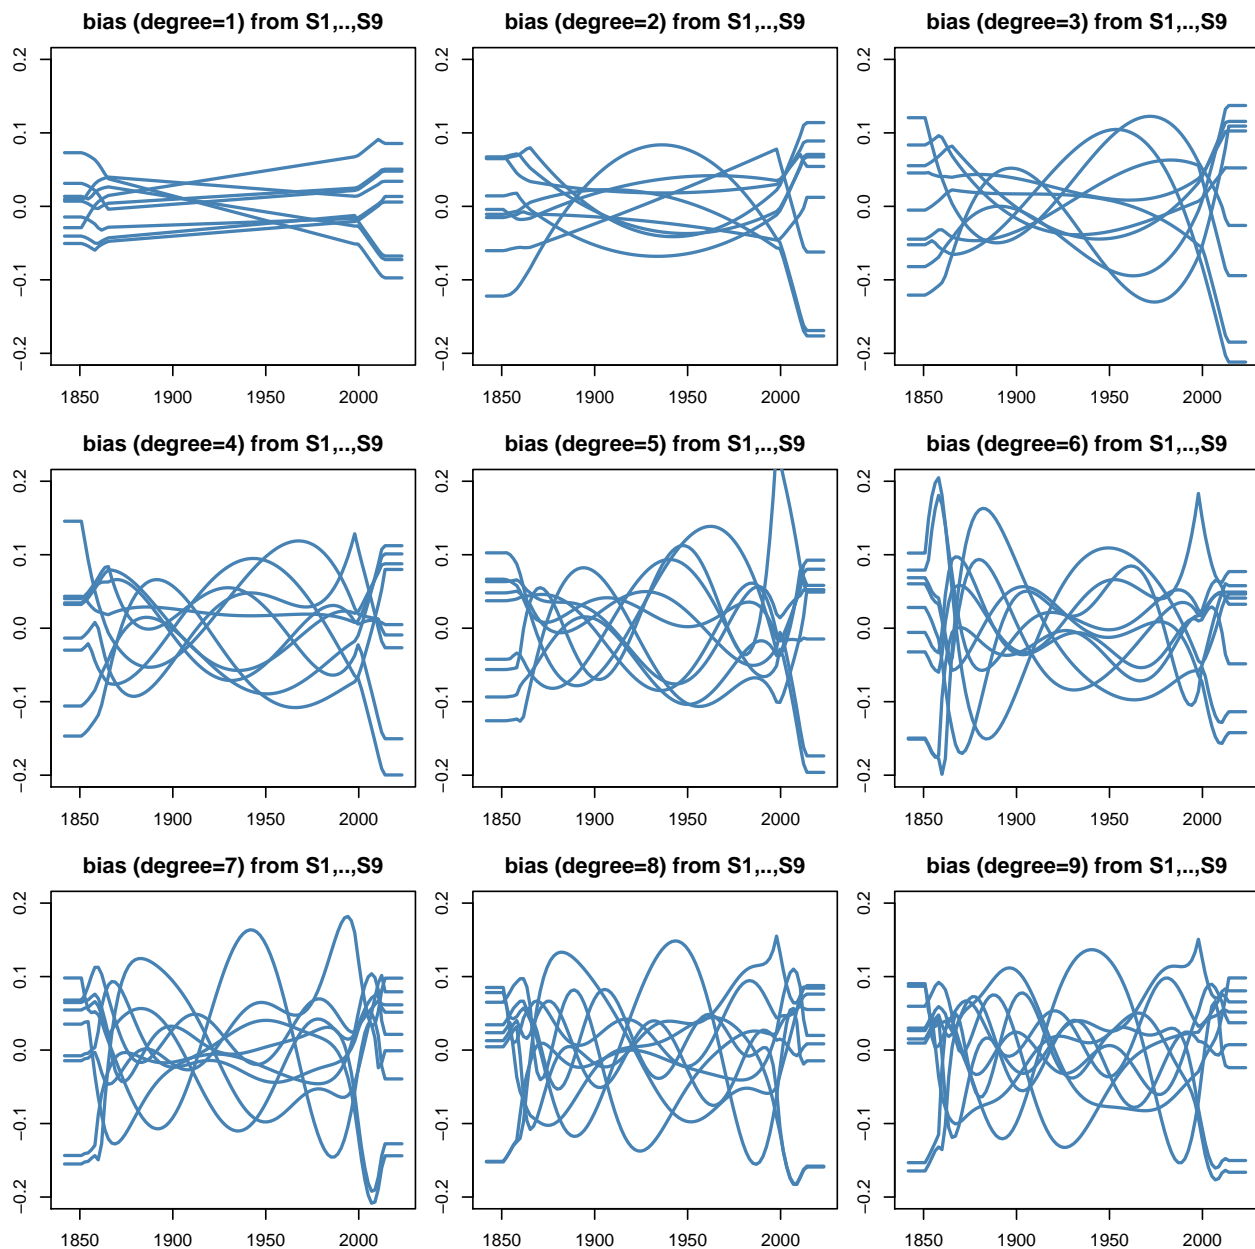 bias (degree=1) from S1,..,S9
0.2
0.1
0.0
−0.1
−0.2
1850 1900 1950 2000
bias (degree=2) from S1,..,S9
0.2
0.1
0.0
−0.1
−0.2
1850 1900 1950 2000
bias (degree=3) from S1,..,S9
0.2
0.1
0.0
−0.1
−0.2
1850 1900 1950 2000
bias (degree=4) from S1,..,S9
0.2
0.1
0.0
−0.1
−0.2
1850 1900 1950 2000
bias (degree=5) from S1,..,S9
0.2
0.1
0.0
−0.1
−0.2
1850 1900 1950 2000
bias (degree=6) from S1,..,S9
0.2
0.1
0.0
−0.1
−0.2
1850 1900 1950 2000
bias (degree=7) from S1,..,S9
0.2
0.1
0.0
−0.1
−0.2
1850 1900 1950 2000
bias (degree=8) from S1,..,S9
0.2
0.1
0.0
−0.1
−0.2
1850 1900 1950 2000
bias (degree=9) from S1,..,S9
0.2
0.1
0.0
−0.1
−0.2
1850 1900 1950 2000